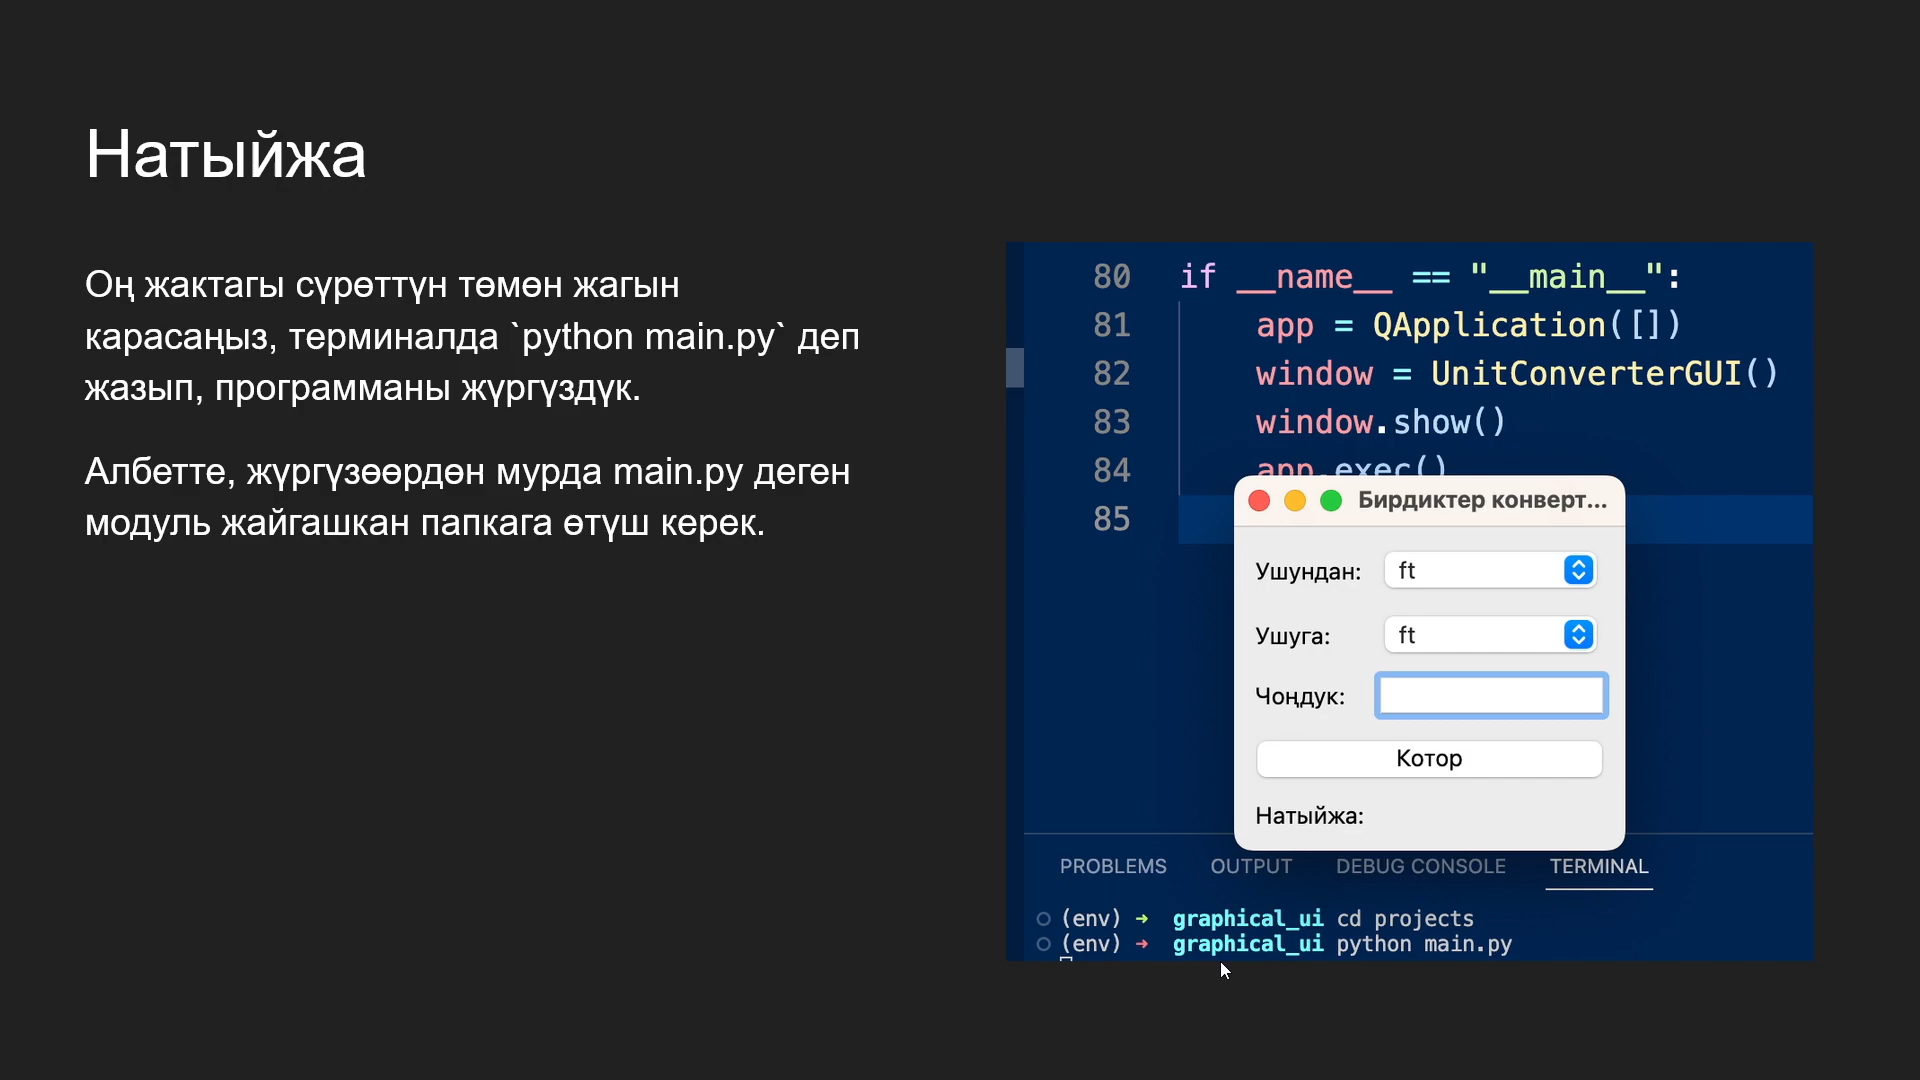 Натыйжа
Оң жактагы сүрөттүн төмөн жагын
карасаңыз, терминалда `python main.py` деп
жазып, программаны жүргүздүк.
Албетте, жүргүзөөрдөн мурда main.py деген
модуль жайгашкан папкага өтүш керек.
80 if __name__ == "__main__":
81 app = QApplication([])
82 window = UnitConverterGUI()
83 window.show()
84 app.exec()
85
Бирдиктер конверт...
Ушундан: ft
Ушуга: ft
Чоңдук:
Котор
Натыйжа:
PROBLEMS OUTPUT DEBUG CONSOLE TERMINAL
(env) → graphical_ui cd projects
(env) → graphical_ui python main.py